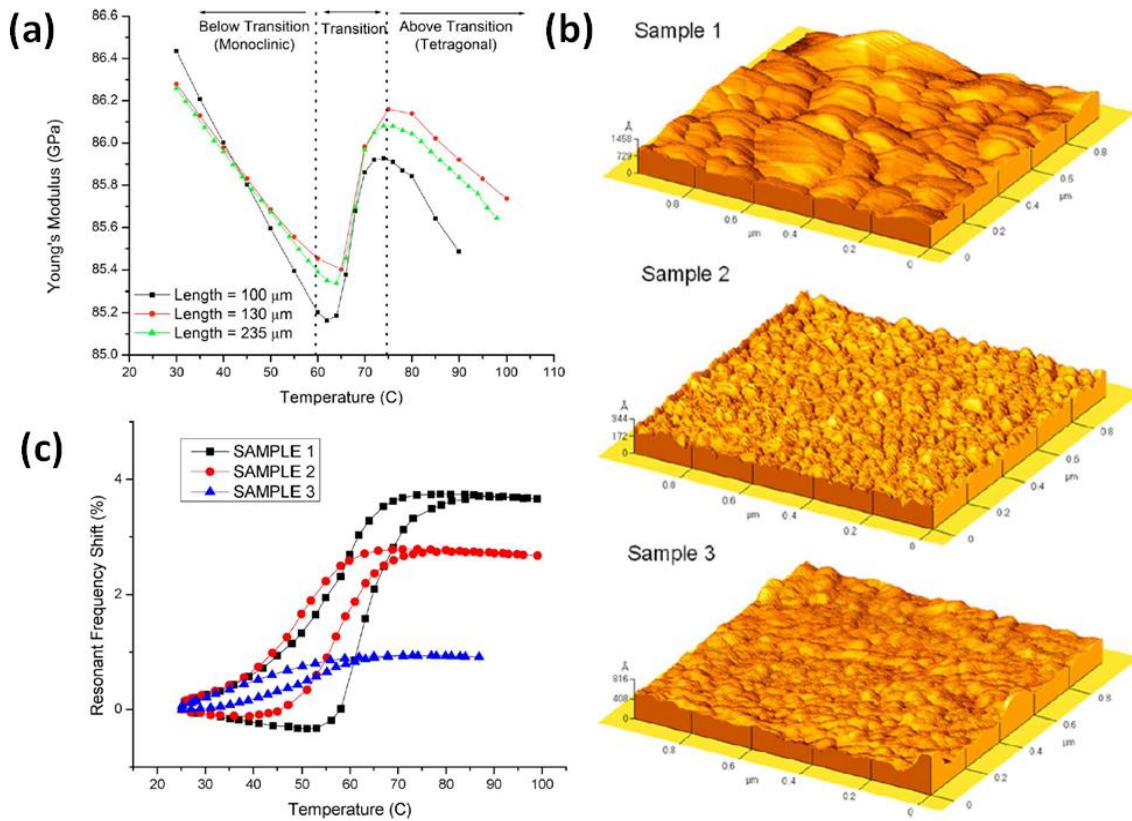 (a)
Below Transition
(Monoclinic)
Transition
Above Transition
(Tetragonal)
86.6
86.4
86.2
86.0
85.8
85.6
85.4
85.2
85.0
Young's Modulus (GPa)
Length = 100 μm
Length = 130 μm
Length = 235 μm
20 30 40 50 60 70 80 90 100 110
Temperature (C)
(b)
Sample 1
Å
1458
729
0
0.8
0.6
μm
0.4
0.2
0
0
0.2
0.4
μm
0.6
0.8
Sample 2
Å
344
172
0
0.8
0.6
μm
0.4
0.2
0
0
0.2
0.4
μm
0.6
0.8
Sample 3
Å
816
408
0
0.8
0.6
μm
0.4
0.2
0
0
0.2
0.4
μm
0.6
0.8
(c)
SAMPLE 1
SAMPLE 2
SAMPLE 3
4
2
0
Resonant Frequency Shift (%)
20 30 40 50 60 70 80 90 100
Temperature (C)